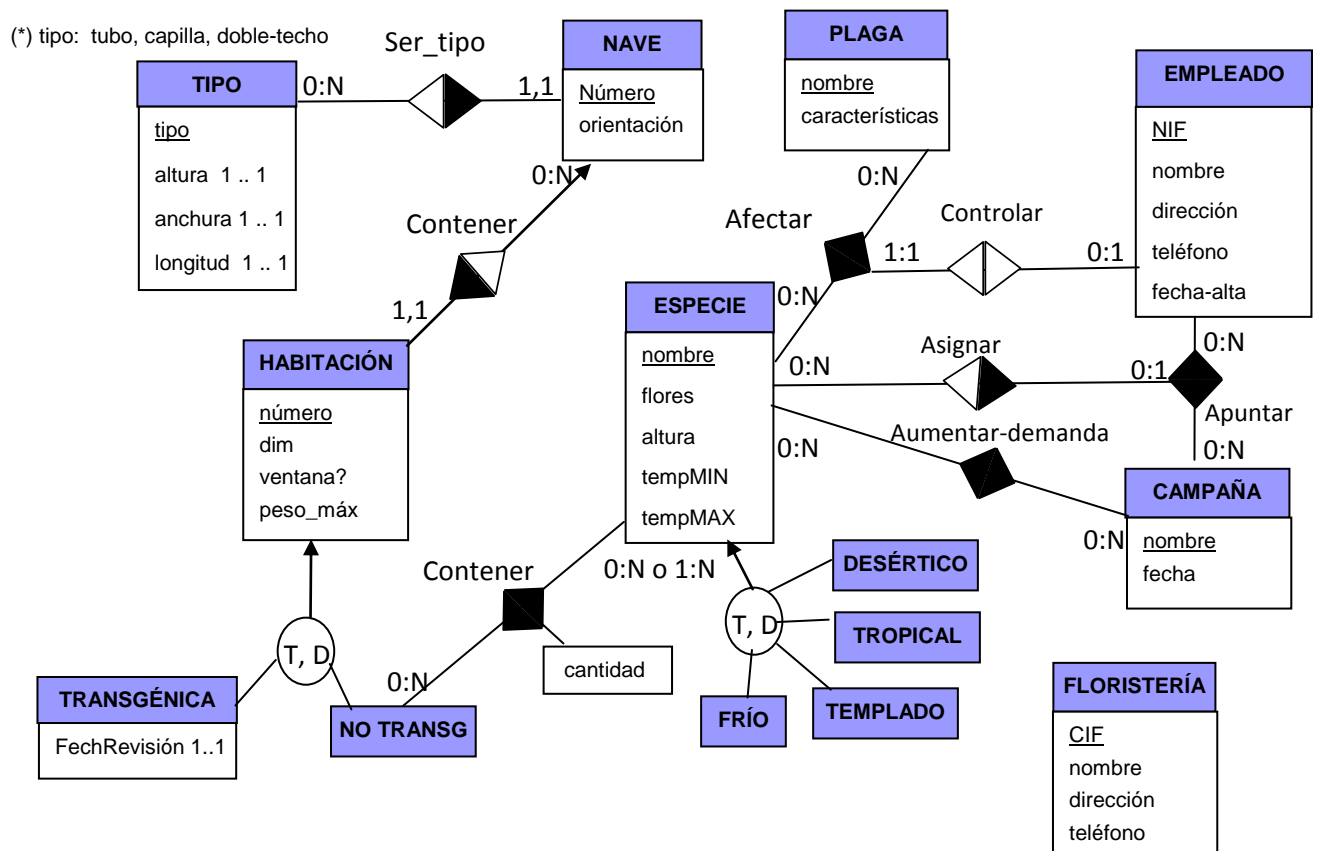 (*) tipo: tubo, capilla, doble-techo
Ser_tipo
NAVE
Número
orientación
TIPO
tipo
altura 1 .. 1
anchura 1 .. 1
longitud 1 .. 1
0:N
1,1
PLAGA
nombre
características
EMPLEADO
NIF
nombre
dirección
teléfono
fecha-alta
0:N
Contener
1,1
0:N
Afectar
0:N
Controlar
1:1
0:1
HABITACIÓN
número
dim
ventana?
peso_máx
ESPECIE
nombre
flores
altura
tempMIN
tempMAX
Asignar
0:N
0:1
0:N
Apuntar
0:N
Aumentar-demanda
0:N
0:N
CAMPAÑA
nombre
fecha
Contener
0:N o 1:N
0:N
cantidad
T, D
TRANSGÉNICA
FechRevisión 1..1
NO TRANSG
T, D
DESÉRTICO
TROPICAL
TEMPLADO
FRÍO
FLORISTERÍA
CIF
nombre
dirección
teléfono